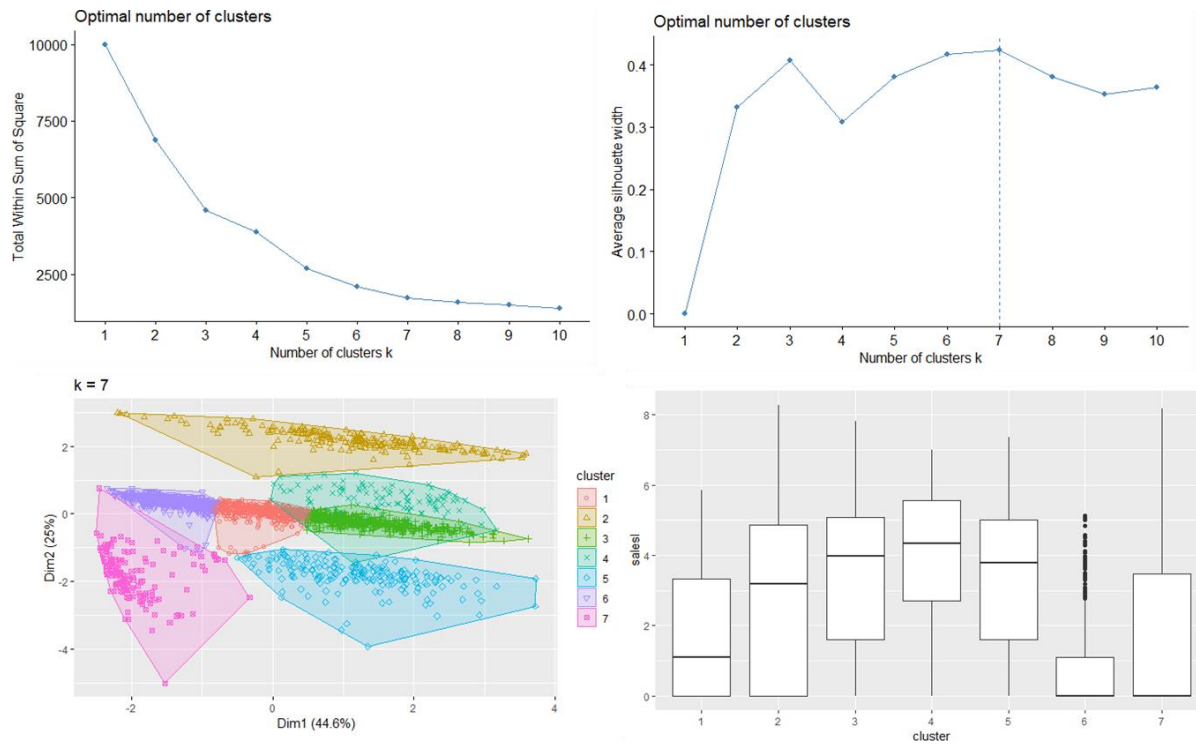 Optimal number of clusters
10000
7500
5000
2500
Total Within Sum of Square
1 2 3 4 5 6 7 8 9 10
Number of clusters k
Optimal number of clusters
0.4
0.3
0.2
0.1
0.0
Average silhouette width
1 2 3 4 5 6 7 8 9 10
Number of clusters k
k = 7
2
0
-2
-4
Dim2 (25%)
-2 0 2 4
Dim1 (44.6%)
cluster
1
2
3
4
5
6
7
8
6
4
2
0
salesl
1 2 3 4 5 6 7
cluster